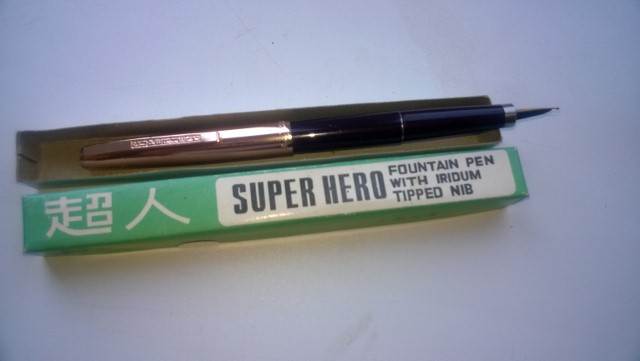 超人
SUPER HERO
FOUNTAIN PEN
WITH IRIDUM
TIPPED NIB